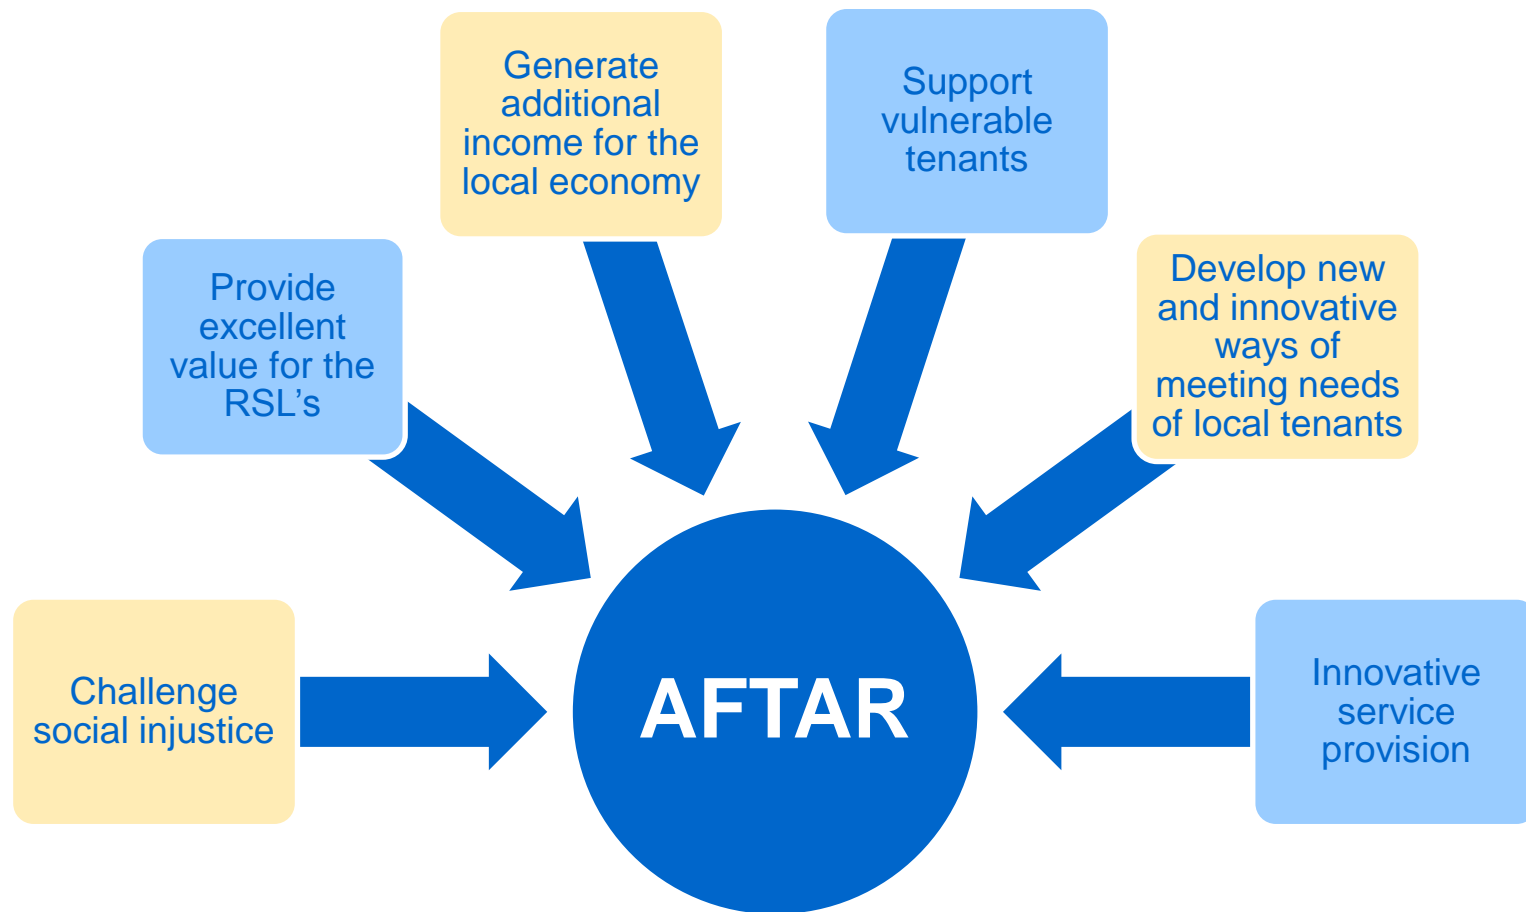 Generate
additional
income for the
local economy
Support
vulnerable
tenants
Provide
excellent
value for the
RSL’s
Develop new
and innovative
ways of
meeting needs
of local tenants
Challenge
social injustice
AFTAR
Innovative
service
provision